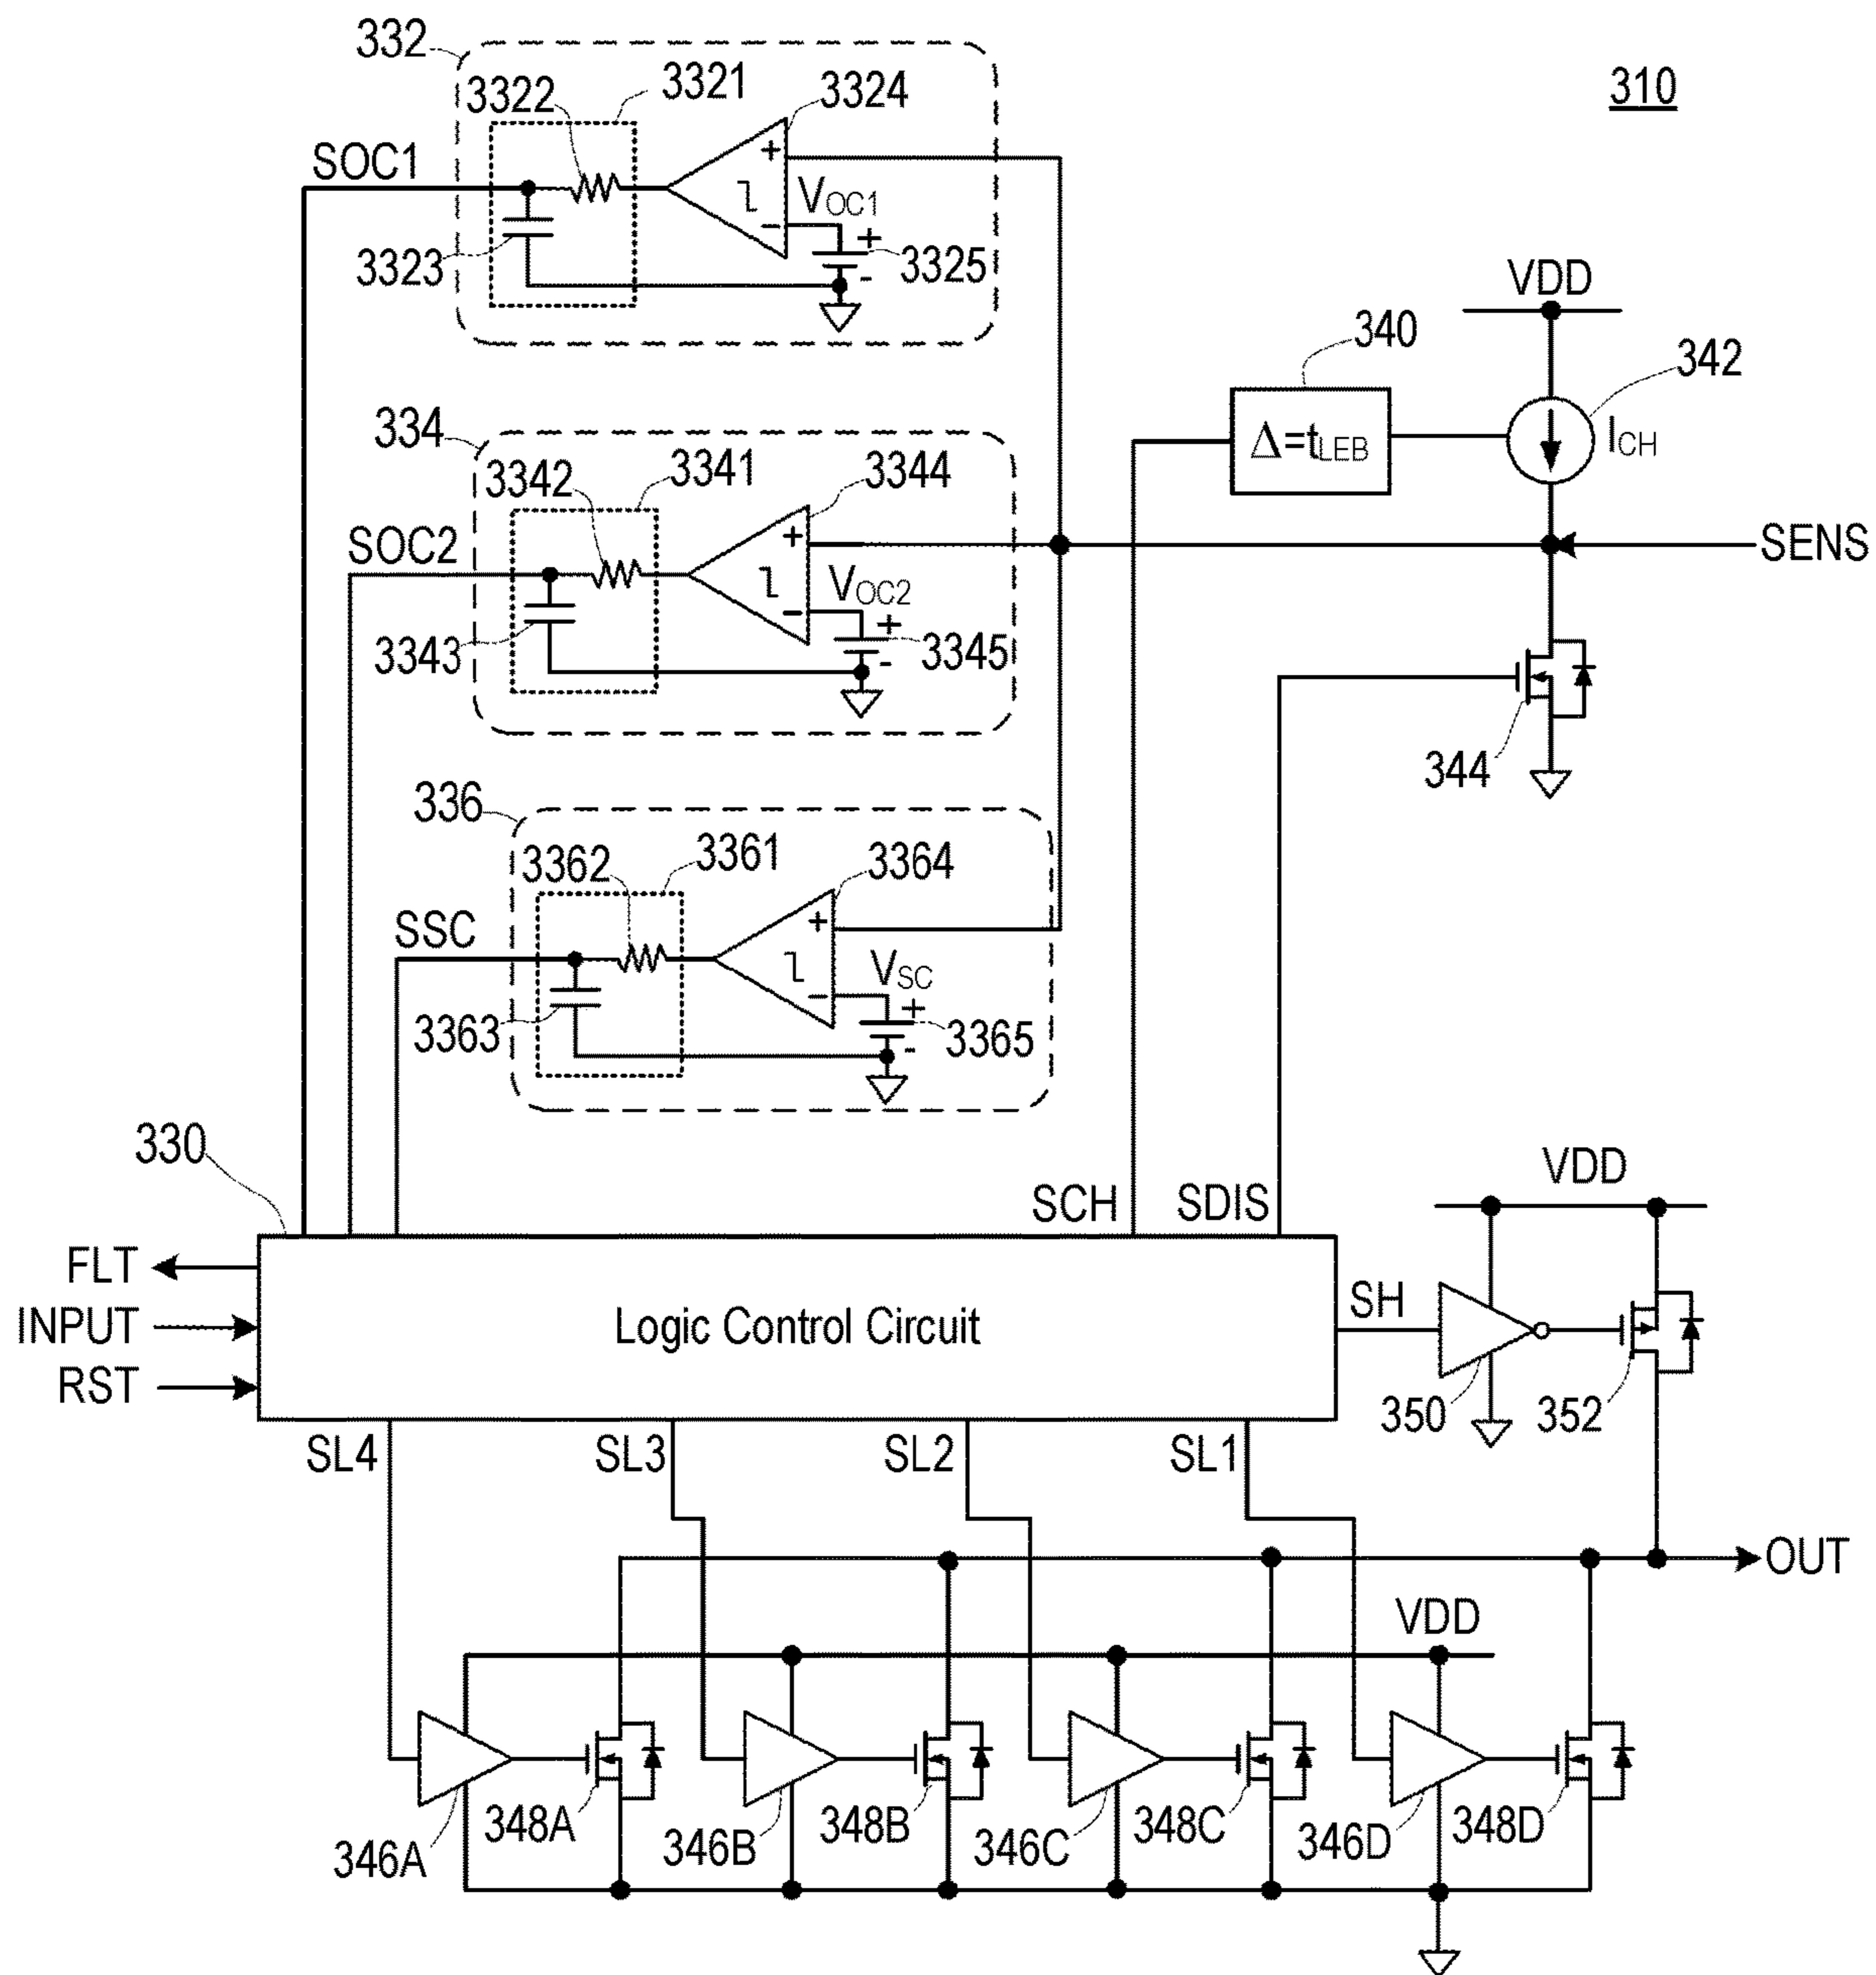 310
332
3322
3321
3324
SOC1
+
-
VOC1
+
-
3323
3325
VDD
340
342
Δ=tLEB
ICH
334
3342
3341
3344
SOC2
+
-
VOC2
+
-
3343
3345
SENS
344
336
3362
3361
3364
SSC
+
-
VSC
+
-
3363
3365
330
SCH
SDIS
VDD
FLT
INPUT
RST
Logic Control Circuit
SH
350
352
SL4
SL3
SL2
SL1
OUT
VDD
346A
348A
346B
348B
346C
348C
346D
348D